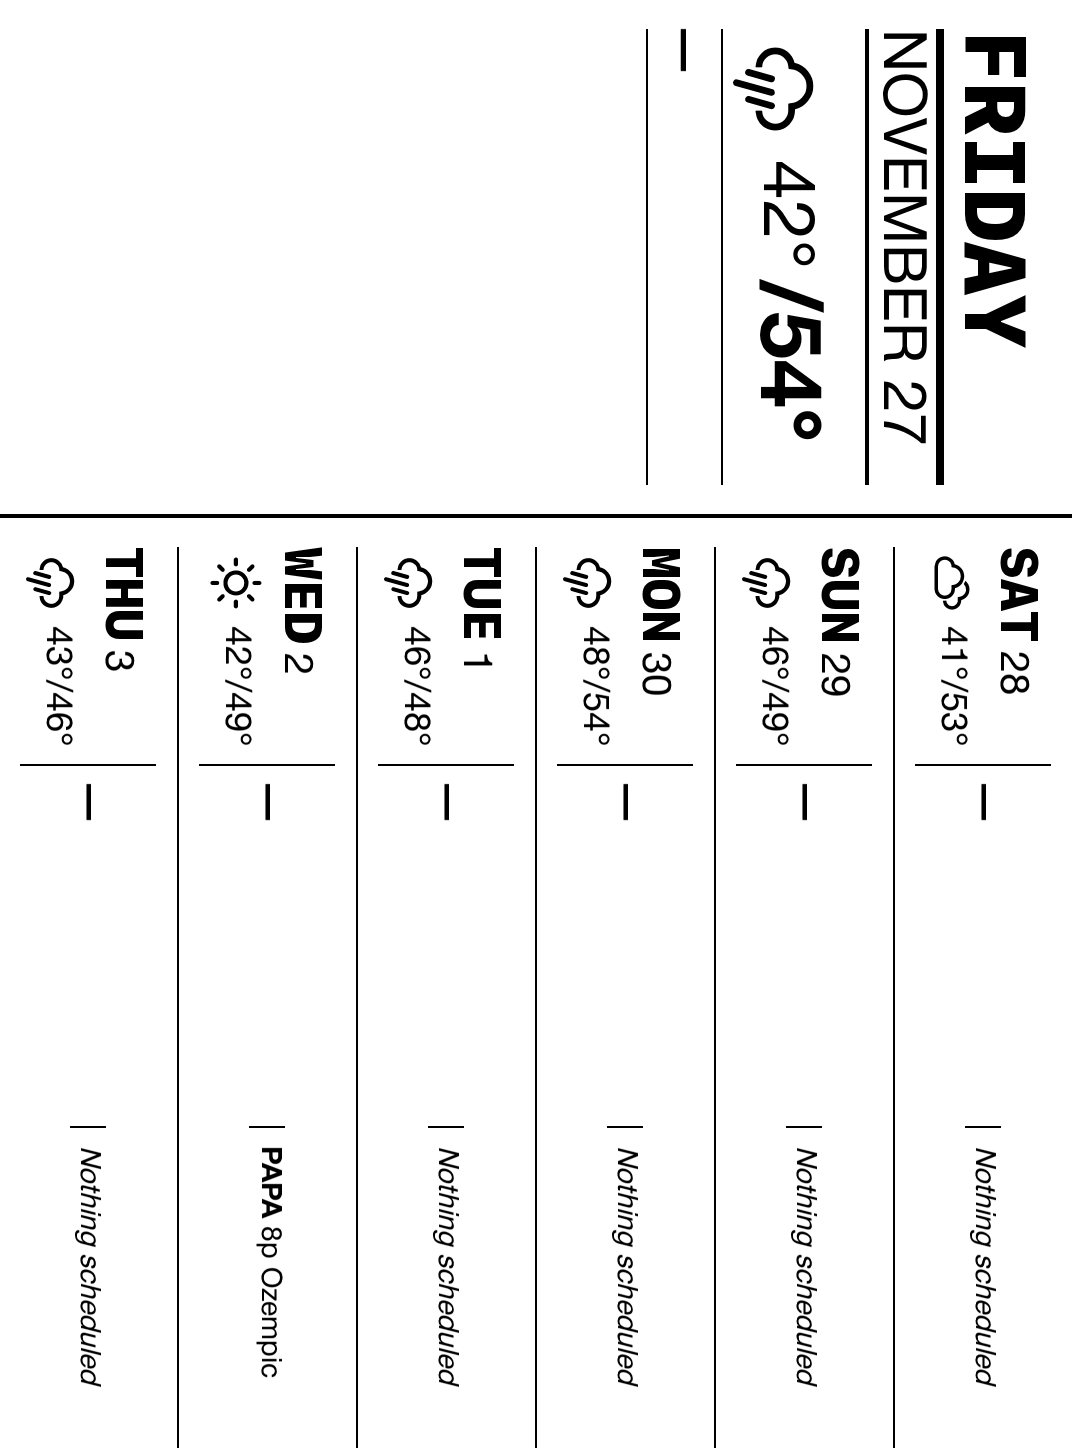 FRIDAY
NOVEMBER 27
42° /54°
—
SAT 28
41°/53°
—
Nothing scheduled
SUN 29
46°/49°
—
Nothing scheduled
MON 30
48°/54°
—
Nothing scheduled
TUE 1
46°/48°
—
Nothing scheduled
WED 2
42°/49°
—
PAPA 8p Ozempic
THU 3
43°/46°
—
Nothing scheduled